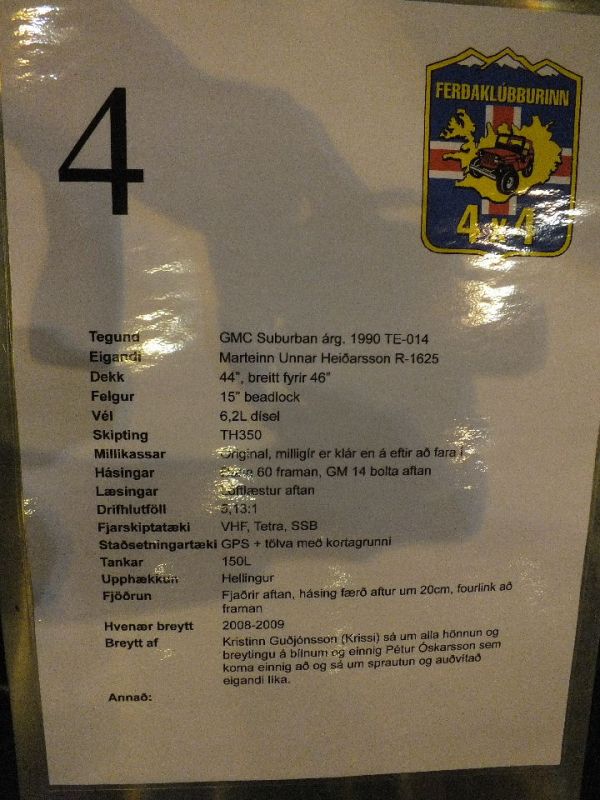 4
FERÐAKLÚBBURINN
4x4
Tegund GMC Suburban árg. 1990 TE-014
Eigandi Marteinn Unnar Heiðarsson R-1625
Dekk 44", breitt fyrir 46"
Felgur 15" beadlock
Vél 6,2L dísel
Skipting TH350
Millikassar Original, milligír er klár en á eftir að fara í
Hásingar 60 framan, GM 14 bolta aftan
Læsingar Loftlæstur aftan
Drifhlutföll 5,13:1
Fjarskiptatæki VHF, Tetra, SSB
Staðsetningartæki GPS + tölva með kortagrunni
Tankar 150L
Upphækkun Hellingur
Fjöðrun Fjaðrir aftan, hásing færð aftur um 20cm, fourlink að
framan
Hvenær breytt 2008-2009
Breytt af Kristinn Guðjónsson (Krissi) sá um alla hönnun og
breytingu á bílnum og einnig Pétur Óskarsson sem
koma einnig að og sá um sprautun og auðvitað
eigandi líka.
Annað: